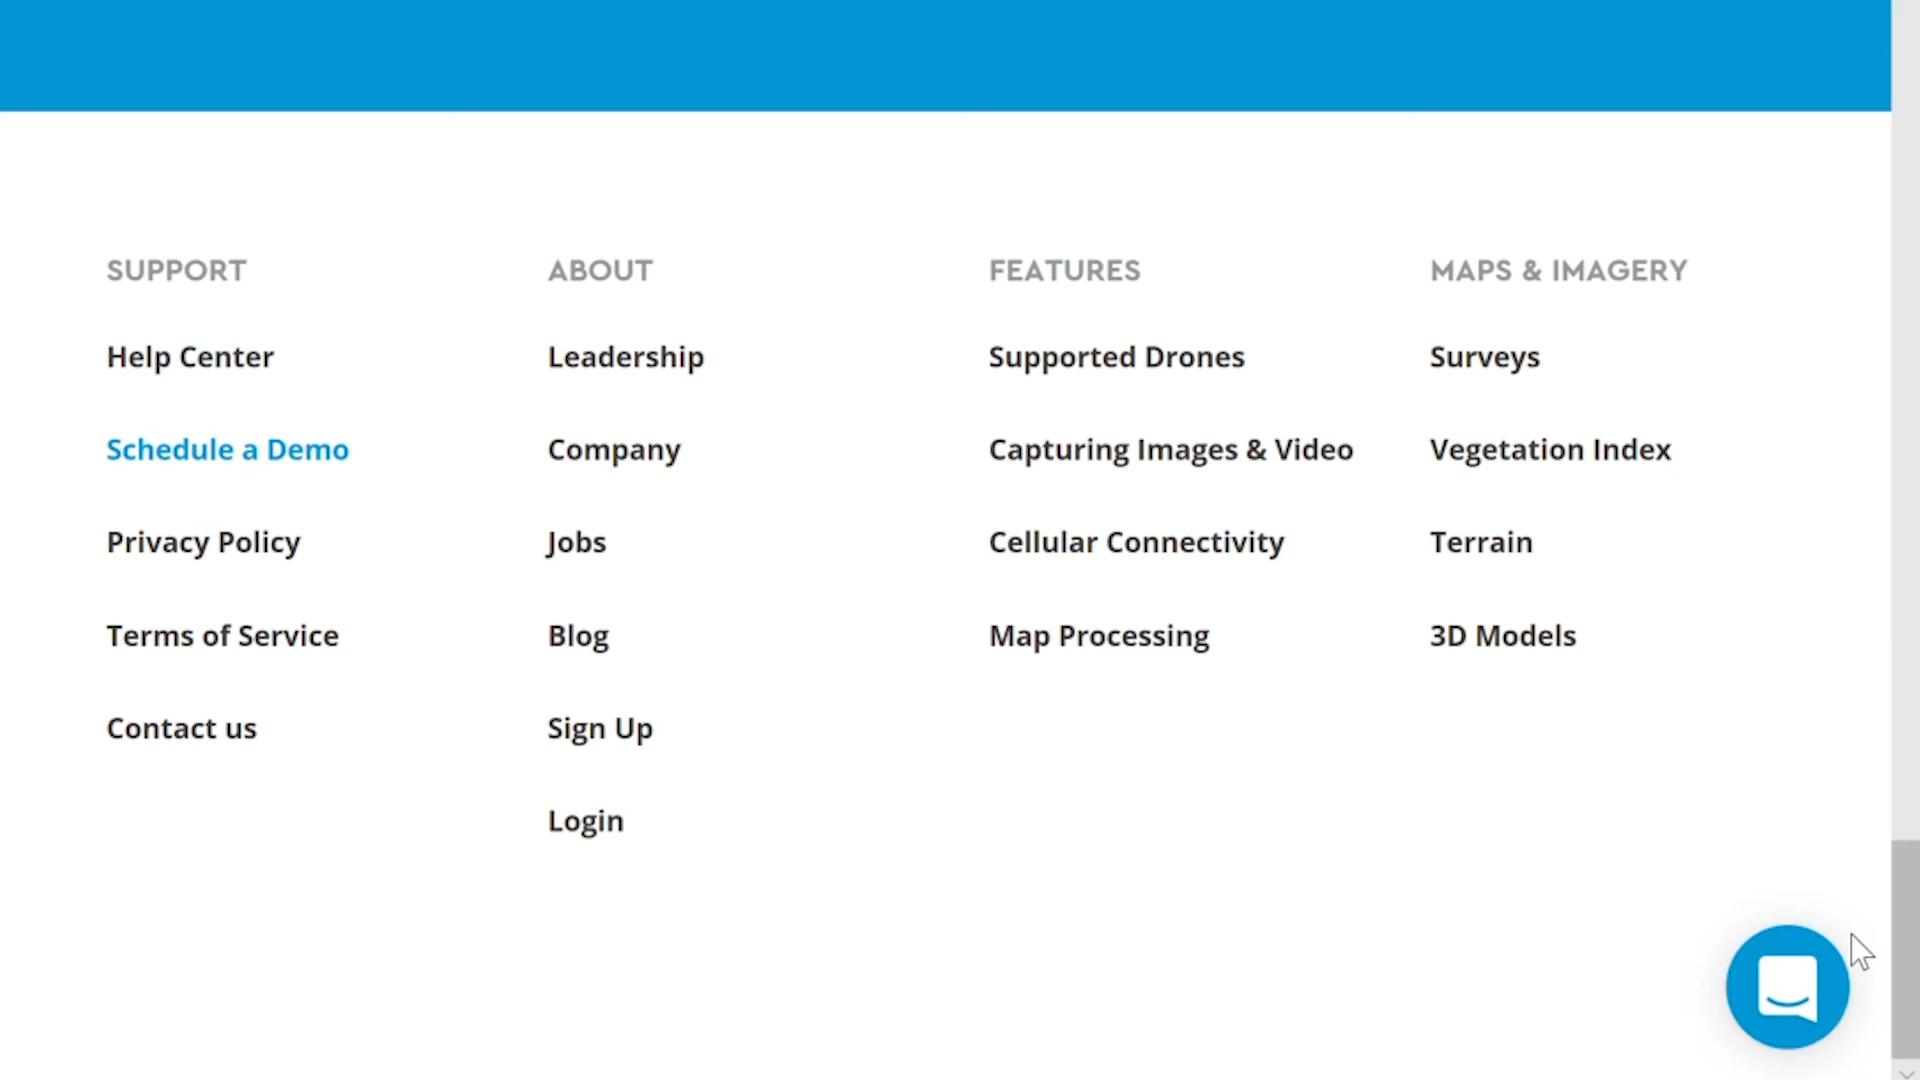 SUPPORT
Help Center
Schedule a Demo
Privacy Policy
Terms of Service
Contact us
ABOUT
Leadership
Company
Jobs
Blog
Sign Up
Login
FEATURES
Supported Drones
Capturing Images & Video
Cellular Connectivity
Map Processing
MAPS & IMAGERY
Surveys
Vegetation Index
Terrain
3D Models